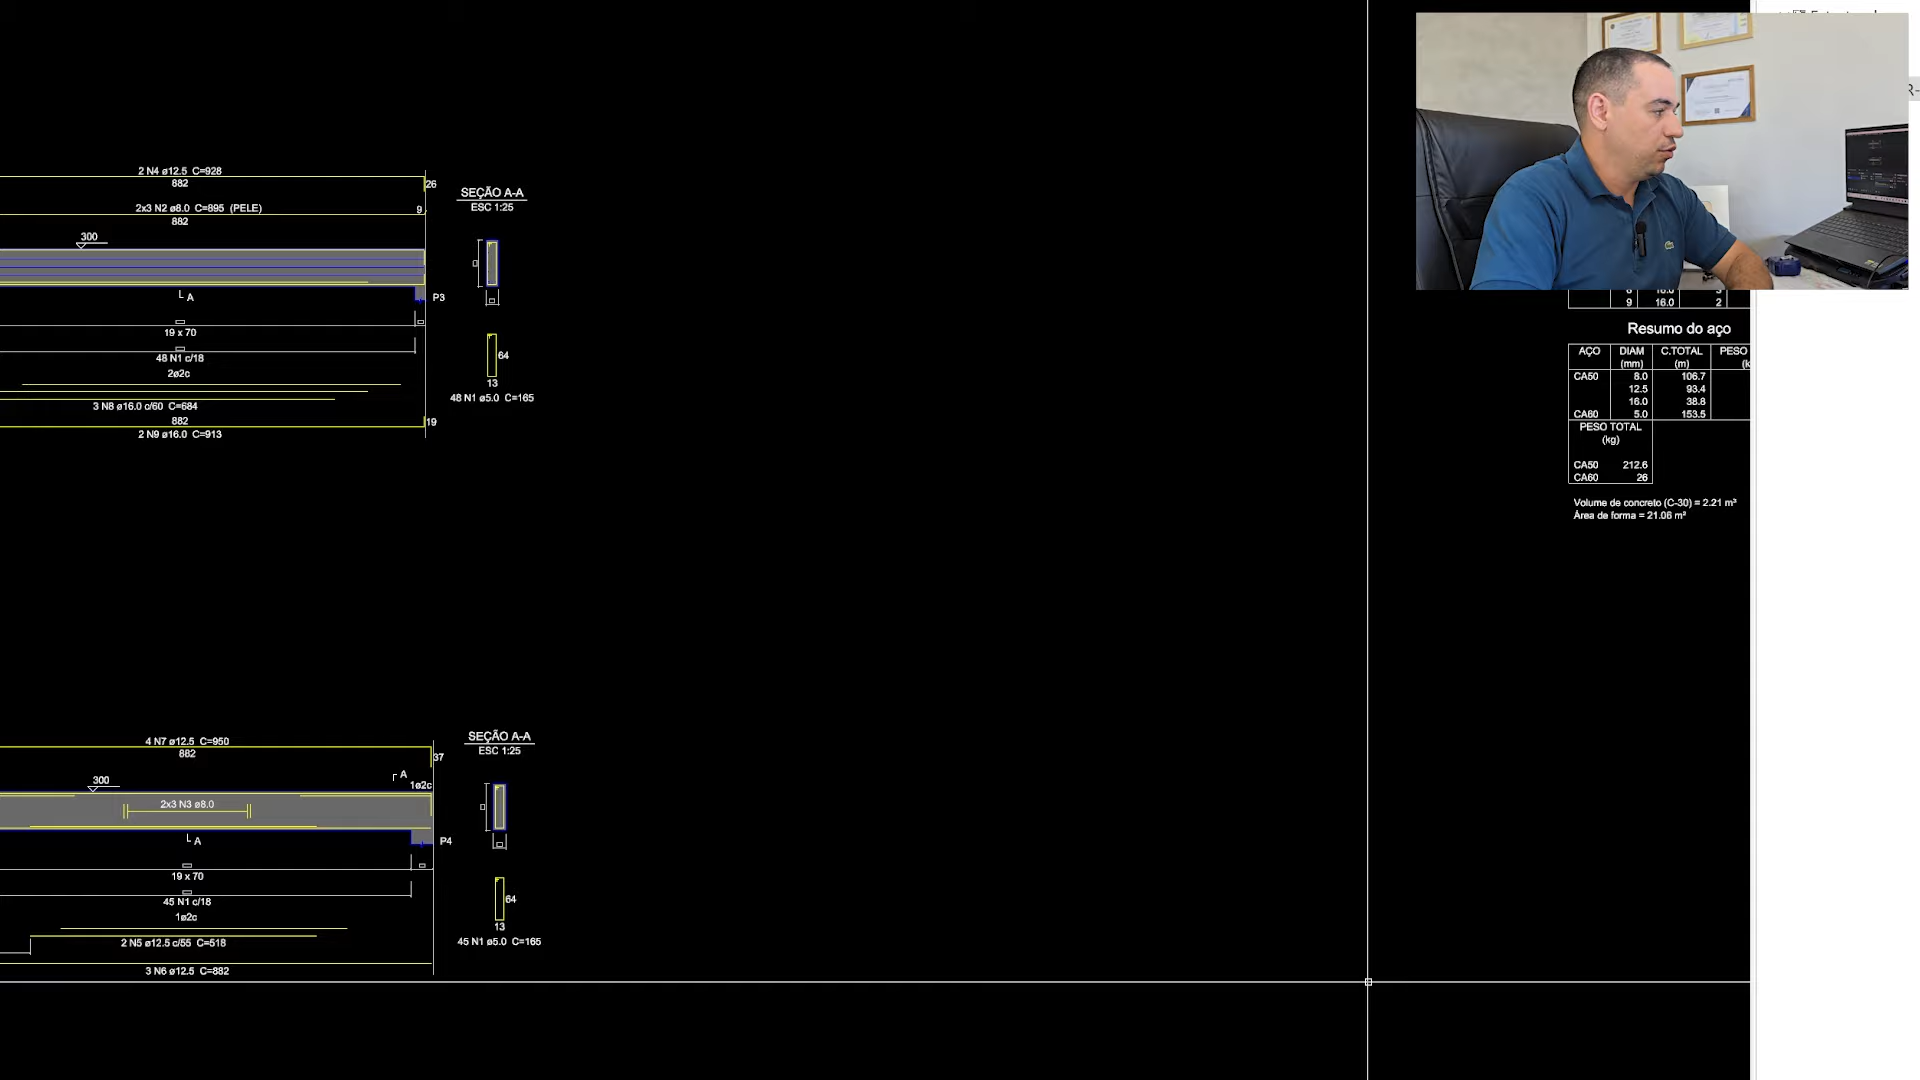 2 N4 ø12.5 C=928
882
26
2x3 N2 ø8.0 C=895 (PELE)
9
882
300
A
P3
19 x 70
48 N1 c/18
2ø2c
3 N8 ø16.0 c/60 C=684
882
19
2 N9 ø16.0 C=913
SEÇÃO A-A
ESC 1:25
64
13
48 N1 ø5.0 C=165
4 N7 ø12.5 C=950
882
37
A
1ø2c
300
2x3 N3 ø8.0
A
P4
19 x 70
45 N1 c/18
1ø2c
2 N5 ø12.5 c/55 C=518
3 N6 ø12.5 C=882
SEÇÃO A-A
ESC 1:25
64
13
45 N1 ø5.0 C=165
R-
9 16.0 2
Resumo do aço
AÇO DIAM C.TOTAL PESO
(mm) (m)
CA50 8.0 106.7
12.5 93.4
16.0 38.8
CA60 5.0 153.5
PESO TOTAL
(kg)
CA50 212.6
CA60 26
Volume de concreto (C-30) = 2.21 m³
Área de forma = 21.06 m²